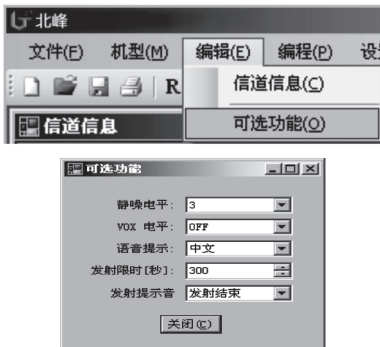 北峰
文件(F) 机型(M) 编辑(E) 编程(P) 设
R 信道信息(C)
信道信息 可选功能(O)
可选功能
静噪电平: 3
VOX 电平: OFF
语音提示: 中文
发射限时[秒]: 300
发射提示音 发射结束
关闭(C)